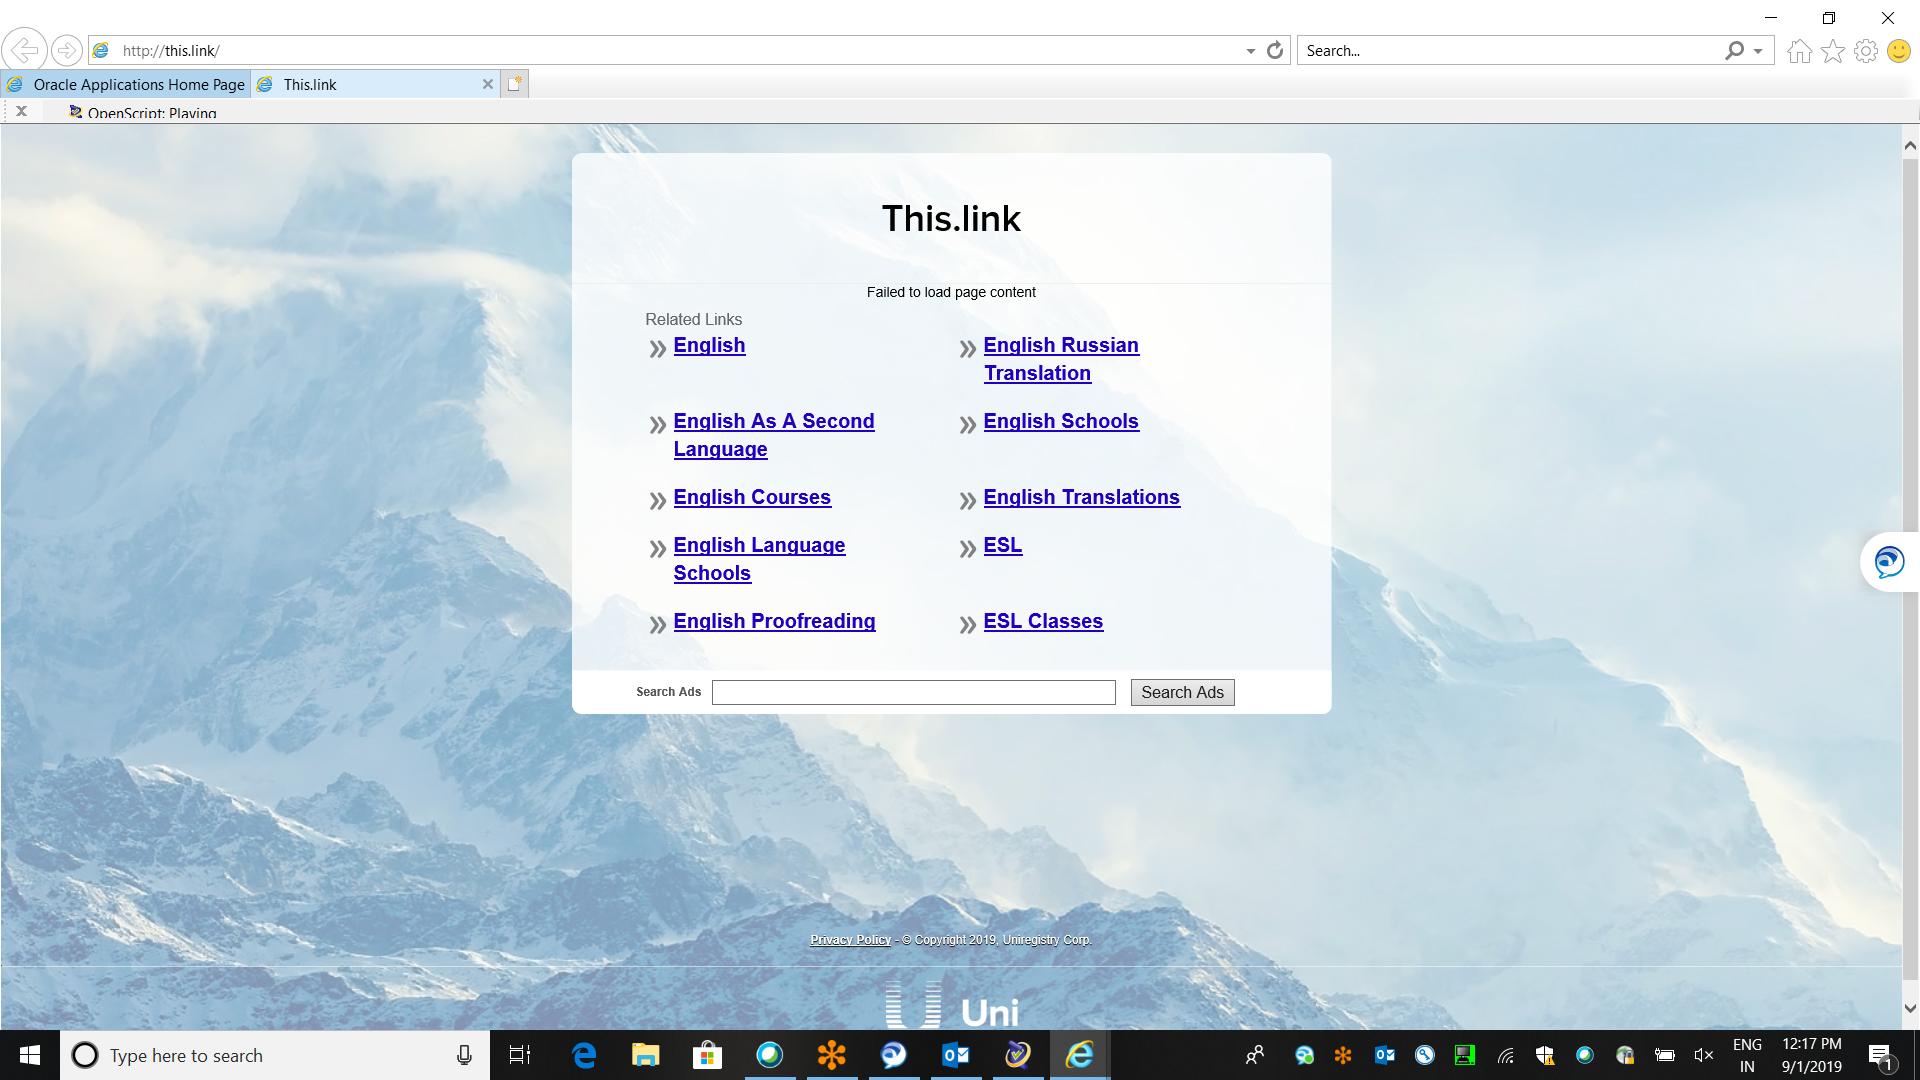 http://this.link/
Search...
Oracle Applications Home Page
This.link
X
OpenScript: Playing
This.link
Failed to load page content
Related Links
English
English Russian
Translation
English As A Second
Language
English Schools
English Courses
English Translations
English Language
Schools
ESL
English Proofreading
ESL Classes
Search Ads
Search Ads
Privacy Policy - © Copyright 2019, Uniregistry Corp.
Uni
Type here to search
ENG
IN
12:17 PM
9/1/2019
1